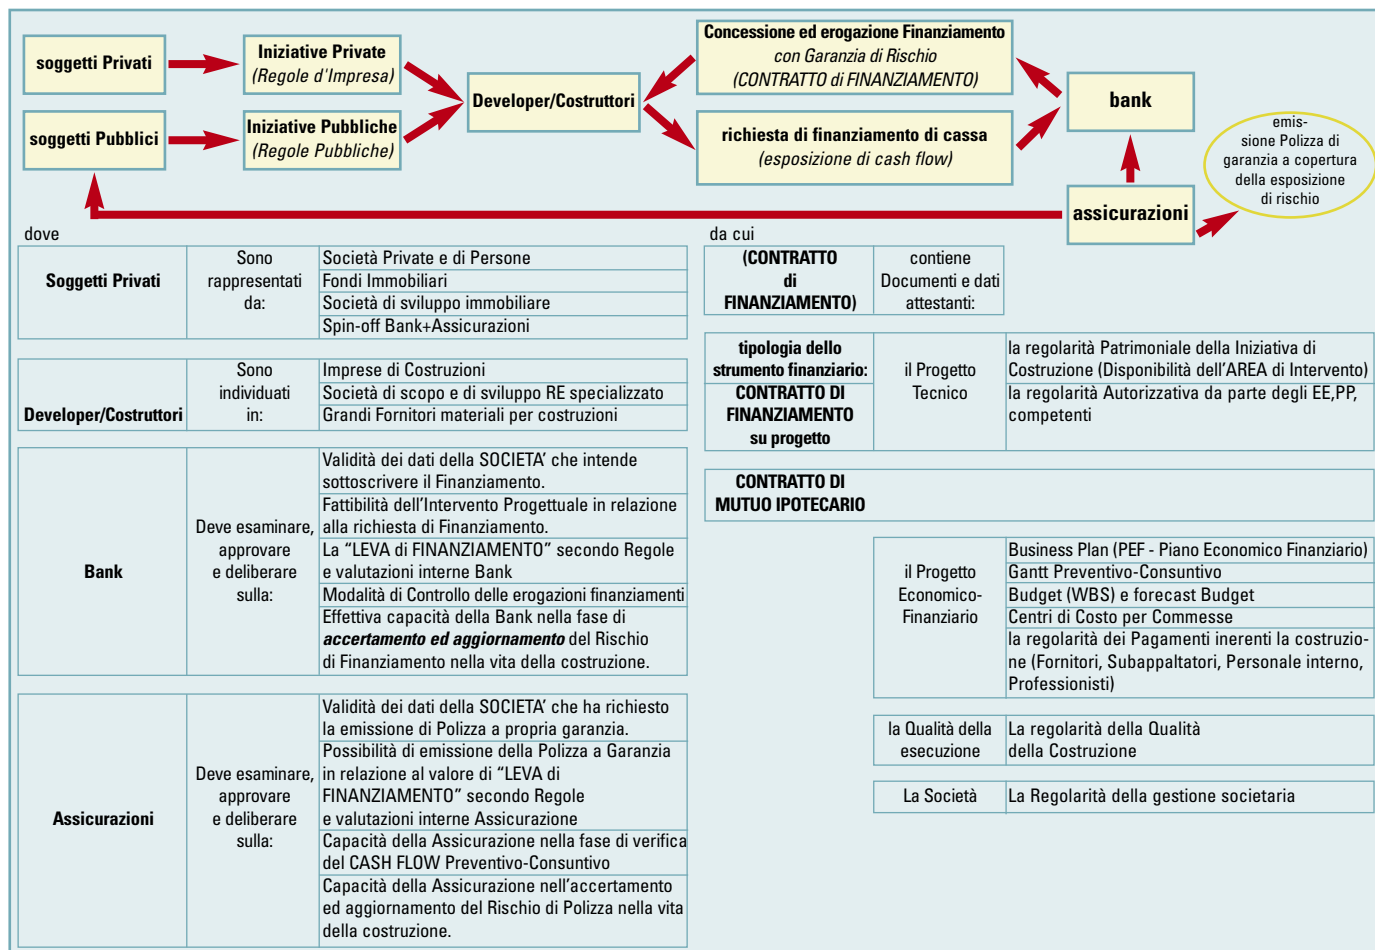 soggetti Privati
Iniziative Private
(Regole d'Impresa)
soggetti Pubblici
Iniziative Pubbliche
(Regole Pubbliche)
Developer/Costruttori
Concessione ed erogazione Finanziamento
con Garanzia di Rischio
(CONTRATTO di FINANZIAMENTO)
richiesta di finanziamento di cassa
(esposizione di cash flow)
bank
assicurazioni
emis-
sione Polizza di
garanzia a copertura
della esposizione
di rischio
dove
Soggetti Privati
Sono
rappresentati
da:
Società Private e di Persone
Fondi Immobiliari
Società di sviluppo immobiliare
Spin-off Bank+Assicurazioni
Developer/Costruttori
Sono
individuati
in:
Imprese di Costruzioni
Società di scopo e di sviluppo RE specializzato
Grandi Fornitori materiali per costruzioni
Bank
Deve esaminare,
approvare
e deliberare
sulla:
Validità dei dati della SOCIETA' che intende
sottoscrivere il Finanziamento.
Fattibilità dell'Intervento Progettuale in relazione
alla richiesta di Finanziamento.
La "LEVA di FINANZIAMENTO" secondo Regole
e valutazioni interne Bank
Modalità di Controllo delle erogazioni finanziamenti
Effettiva capacità della Bank nella fase di
accertamento ed aggiornamento del Rischio
di Finanziamento nella vita della costruzione.
Assicurazioni
Deve esaminare,
approvare
e deliberare
sulla:
Validità dei dati della SOCIETA' che ha richiesto
la emissione di Polizza a propria garanzia.
Possibilità di emissione della Polizza a Garanzia
in relazione al valore di "LEVA di
FINANZIAMENTO" secondo Regole
e valutazioni interne Assicurazione
Capacità della Assicurazione nella fase di verifica
del CASH FLOW Preventivo-Consuntivo
Capacità della Assicurazione nell'accertamento
ed aggiornamento del Rischio di Polizza nella vita
della costruzione.
da cui
(CONTRATTO
di
FINANZIAMENTO)
contiene
Documenti e dati
attestanti:
tipologia dello
strumento finanziario:
CONTRATTO DI
FINANZIAMENTO
su progetto
il Progetto
Tecnico
la regolarità Patrimoniale della Iniziativa di
Costruzione (Disponibilità dell'AREA di Intervento)
la regolarità Autorizzativa da parte degli EE,PP,
competenti
CONTRATTO DI
MUTUO IPOTECARIO
il Progetto
Economico-
Finanziario
Business Plan (PEF - Piano Economico Finanziario)
Gantt Preventivo-Consuntivo
Budget (WBS) e forecast Budget
Centri di Costo per Commesse
la regolarità dei Pagamenti inerenti la costruzio-
ne (Fornitori, Subappaltatori, Personale interno,
Professionisti)
la Qualità della
esecuzione
La regolarità della Qualità
della Costruzione
La Società
La Regolarità della gestione societaria